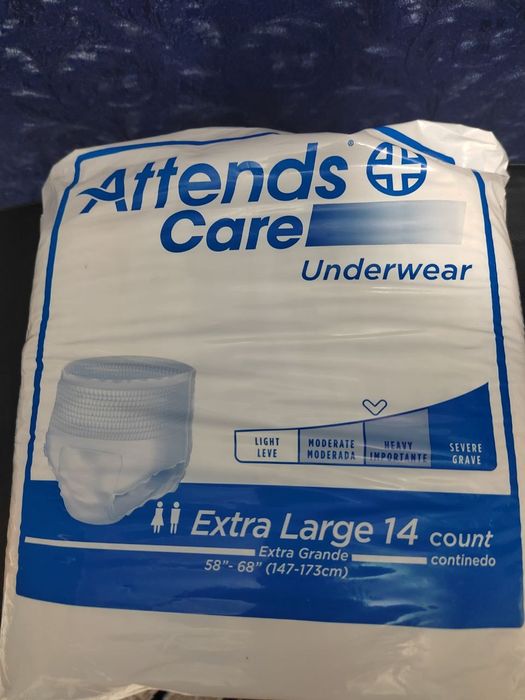 Attends®
Care
Underwear
LIGHT
LEVE
MODERATE
MODERADA
HEAVY
IMPORTANTE
SEVERE
GRAVE
Extra Large 14 count
Extra Grande continedo
58"- 68" (147-173cm)